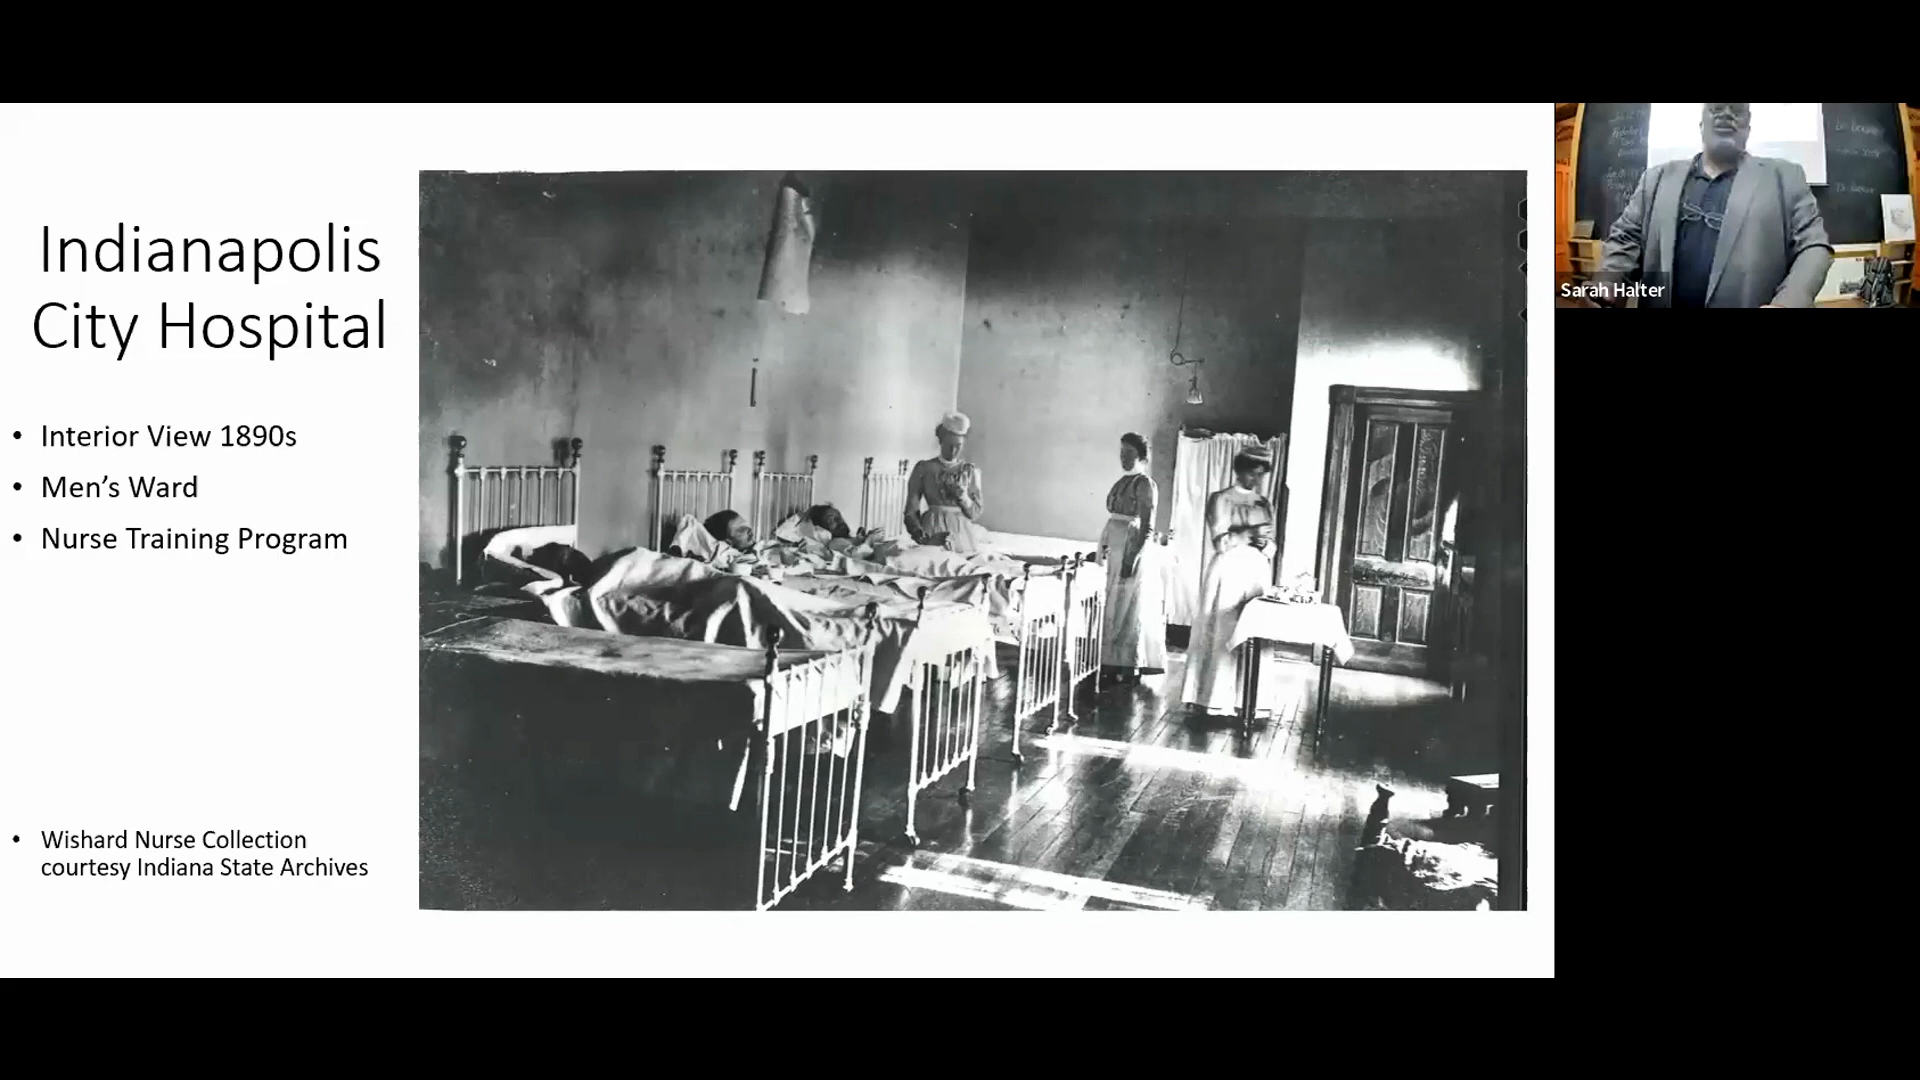 Indianapolis
City Hospital
• Interior View 1890s
• Men’s Ward
• Nurse Training Program
• Wishard Nurse Collection
courtesy Indiana State Archives
Sarah Halter